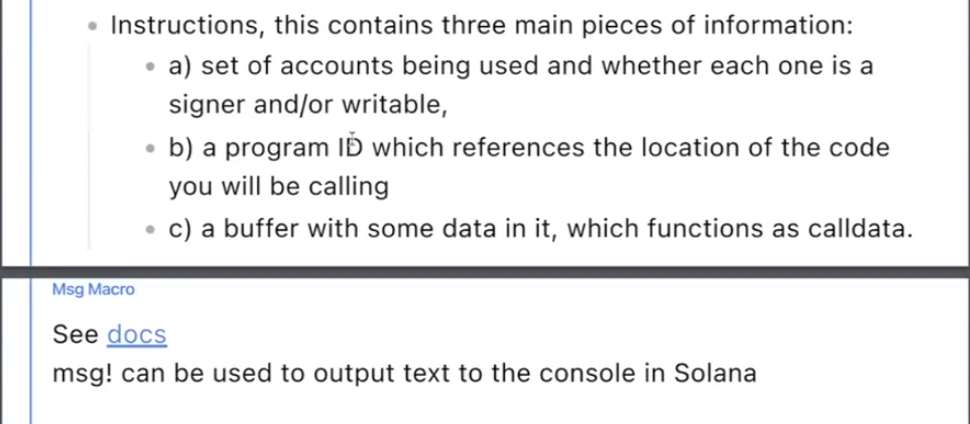 Instructions, this contains three main pieces of information:
a) set of accounts being used and whether each one is a
signer and/or writable,
b) a program ID which references the location of the code
you will be calling
c) a buffer with some data in it, which functions as calldata.
Msg Macro
See docs
msg! can be used to output text to the console in Solana